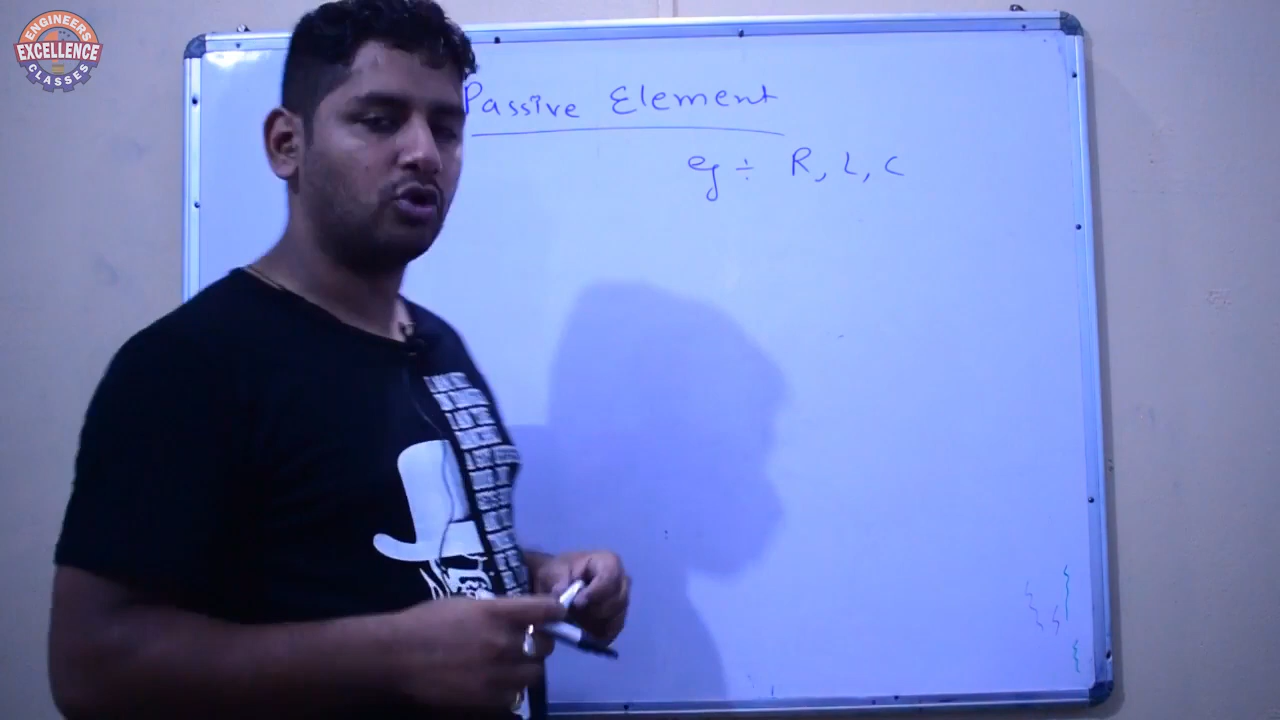 ENGINEERS
EXCELLENCE
CLASSES
Passive Element
eg ÷ R, L, C